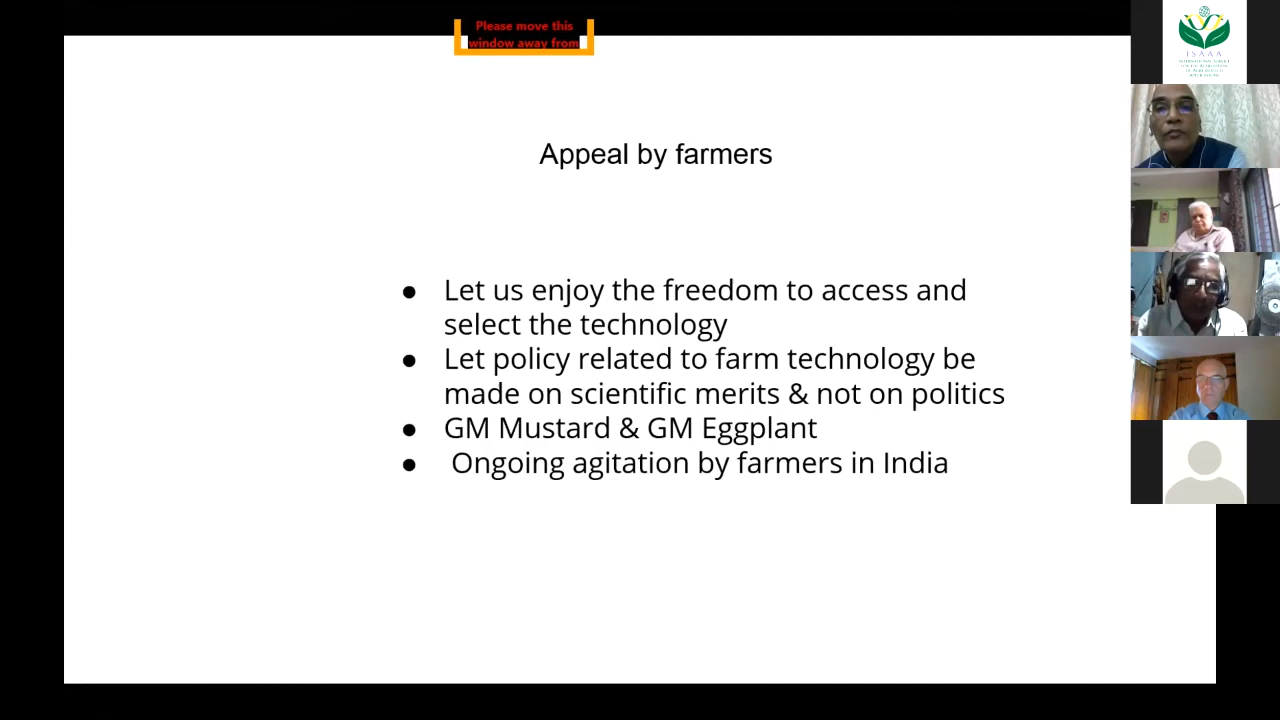 Please move this
window away from
ISAAA
Appeal by farmers
● Let us enjoy the freedom to access and
select the technology
● Let policy related to farm technology be
made on scientific merits & not on politics
● GM Mustard & GM Eggplant
● Ongoing agitation by farmers in India